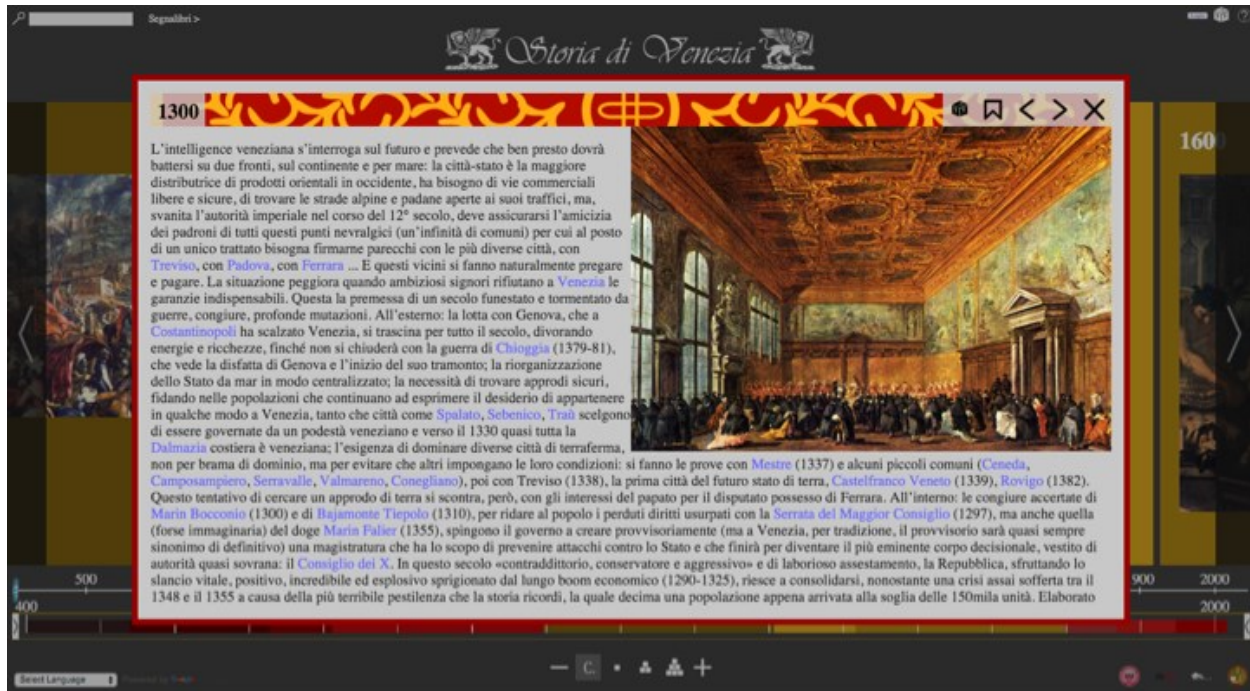 Segnalibri >
Storia di Venezia
1300
1600
L'intelligence veneziana s'interroga sul futuro e prevede che ben presto dovrà
battersi su due fronti, sul continente e per mare: la città-stato è la maggiore
distributrice di prodotti orientali in occidente, ha bisogno di vie commerciali
libere e sicure, di trovare le strade alpine e padane aperte ai suoi traffici, ma,
svanita l'autorità imperiale nel corso del 12° secolo, deve assicurarsi l'amicizia
dei padroni di tutti questi punti nevralgici (un'infinità di comuni) per cui al posto
di un unico trattato bisogna firmarne parecchi con le più diverse città, con
Treviso, con Padova, con Ferrara ... E questi vicini si fanno naturalmente pregare
e pagare. La situazione peggiora quando ambiziosi signori rifiutano a Venezia le
garanzie indispensabili. Questa la premessa di un secolo funestato e tormentato da
guerre, congiure, profonde mutazioni. All'esterno: la lotta con Genova, che a
Costantinopoli ha scalzato Venezia, si trascina per tutto il secolo, divorando
energie e ricchezze, finché non si chiuderà con la guerra di Chioggia (1379-81),
che vede la disfatta di Genova e l'inizio del suo tramonto; la riorganizzazione
dello Stato da mar in modo centralizzato; la necessità di trovare approdi sicuri,
fidando nelle popolazioni che continuano ad esprimere il desiderio di appartenere
in qualche modo a Venezia, tanto che città come Spalato, Sebenico, Traù scelgono
di essere governate da un podestà veneziano e verso il 1330 quasi tutta la
Dalmazia costiera è veneziana; l'esigenza di dominare diverse città di terraferma,
non per brama di dominio, ma per evitare che altri impongano le loro condizioni: si fanno le prove con Mestre (1337) e alcuni piccoli comuni (Ceneda,
Camposampiero, Serravalle, Valmareno, Conegliano), poi con Treviso (1338), la prima città del futuro stato di terra, Castelfranco Veneto (1339), Rovigo (1382).
Questo tentativo di cercare un approdo di terra si scontra, però, con gli interessi del papato per il disputato possesso di Ferrara. All'interno: le congiure accertate di
Marin Bocconio (1300) e di Bajamonte Tiepolo (1310), per ridare al popolo i perduti diritti usurpati con la Serrata del Maggior Consiglio (1297), ma anche quella
(forse immaginaria) del doge Marin Falier (1355), spingono il governo a creare provvisoriamente (ma a Venezia, per tradizione, il provvisorio sarà quasi sempre
sinonimo di definitivo) una magistratura che ha lo scopo di prevenire attacchi contro lo Stato e che finirà per diventare il più eminente corpo decisionale, vestito di
autorità quasi sovrana: il Consiglio dei X. In questo secolo «contraddittorio, conservatore e aggressivo» e di laborioso assestamento, la Repubblica, sfruttando lo
slancio vitale, positivo, incredibile ed esplosivo sprigionato dal lungo boom economico (1290-1325), riesce a consolidarsi, nonostante una crisi assai sofferta tra il
1348 e il 1355 a causa della più terribile pestilenza che la storia ricordi, la quale decima una popolazione appena arrivata alla soglia delle 150mila unità. Elaborato
500 900 2000
400 2000
C.
Select Language